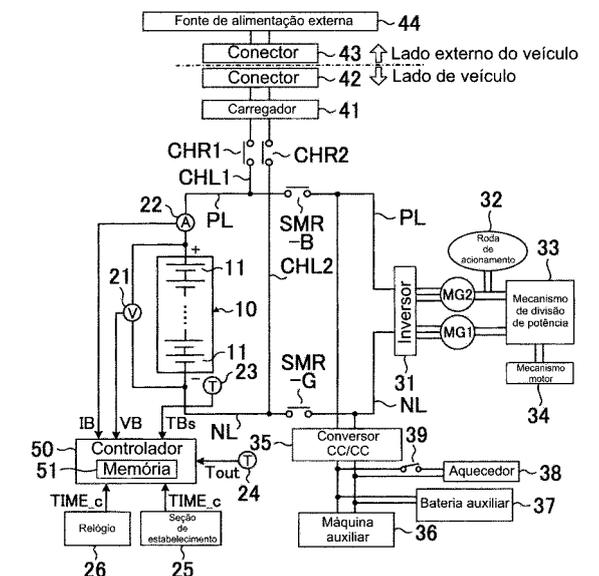 Fonte de alimentação externa 44
Conector 43 Lado externo do veículo
Conector 42 Lado de veículo
Carregador 41
CHR1 CHR2
CHL1
22 A PL SMR-B PL 32
Roda de acionamento 33
CHL2
21 V + 11 10
MG2
Inversor
MG1
Mecanismo de divisão de potência
11 23
- T
SMR-G
31
Mecanismo motor
34
IB VB TBs NL NL
35 Conversor CC/CC 39
50 Controlador
51 Memória
Tout T 24
Aquecedor 38
Bateria auxiliar 37
TIME_c TIME_c
Relógio
Seção de estabelecimento
Máquina auxiliar 36
26 25